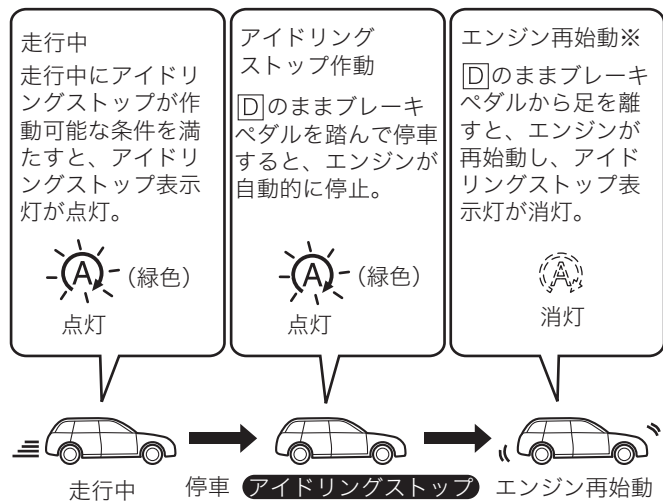 走行中
走行中にアイドリ
ングストップが作
動可能な条件を満
たすと、アイドリ
ングストップ表示
灯が点灯。
A
(緑色)
点灯
アイドリング
ストップ作動
Dのままブレーキ
ペダルを踏んで停車
すると、エンジンが
自動的に停止。
A
(緑色)
点灯
エンジン再始動※
Dのままブレーキ
ペダルから足を離
すと、エンジンが
再始動し、アイド
リングストップ表
示灯が消灯。
A
消灯
走行中
停車
アイドリングストップ
エンジン再始動